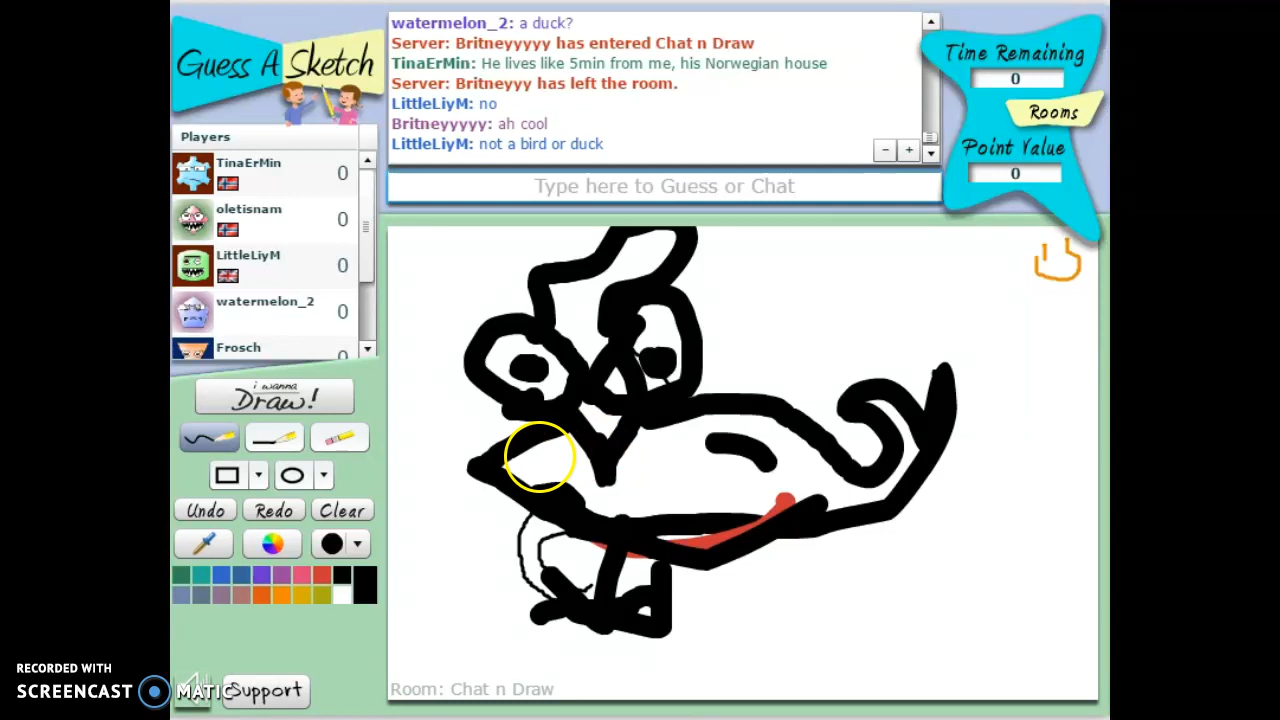 Guess A Sketch
watermelon_2: a duck?
Server: Britneyyyyy has entered Chat n Draw
TinaErMin: He lives like 5min from me, his Norwegian house
Server: Britneyyy has left the room.
LittleLiyM: no
Britneyyyyy: ah cool
LittleLiyM: not a bird or duck
− +
Type here to Guess or Chat
Time Remaining
0
Rooms
Point Value
0
Players
TinaErMin 0
oletisnam 0
LittleLiyM 0
watermelon_2 0
Frosch 0
i wanna
Draw!
Undo Redo Clear
Support
Room: Chat n Draw
RECORDED WITH
SCREENCAST MATIC